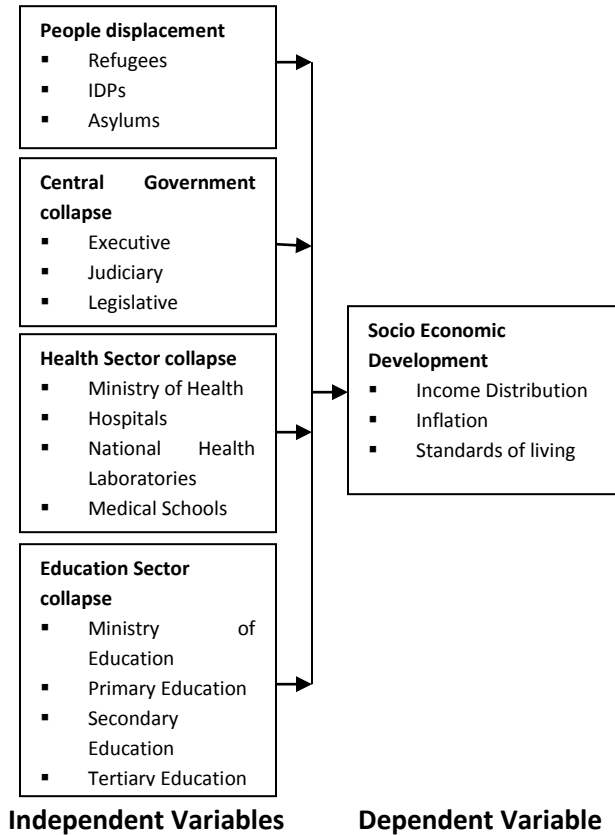 People displacement
▪ Refugees
▪ IDPs
▪ Asylums
Central Government
collapse
▪ Executive
▪ Judiciary
▪ Legislative
Health Sector collapse
▪ Ministry of Health
▪ Hospitals
▪ National Health
Laboratories
▪ Medical Schools
Education Sector
collapse
▪ Ministry of
Education
▪ Primary Education
▪ Secondary
Education
▪ Tertiary Education
Independent Variables
Socio Economic
Development
▪ Income Distribution
▪ Inflation
▪ Standards of living
Dependent Variable